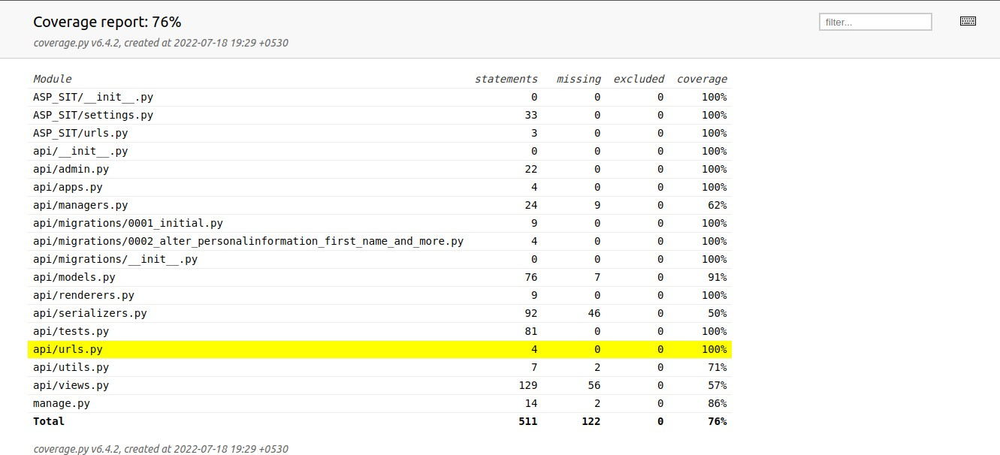 Coverage report: 76%
filter...
coverage.py v6.4.2, created at 2022-07-18 19:29 +0530
Module statements missing excluded coverage
ASP_SIT/__init__.py 0 0 0 100%
ASP_SIT/settings.py 33 0 0 100%
ASP_SIT/urls.py 3 0 0 100%
api/__init__.py 0 0 0 100%
api/admin.py 22 0 0 100%
api/apps.py 4 0 0 100%
api/managers.py 24 9 0 62%
api/migrations/0001_initial.py 9 0 0 100%
api/migrations/0002_alter_personalinformation_first_name_and_more.py 4 0 0 100%
api/migrations/__init__.py 0 0 0 100%
api/models.py 76 7 0 91%
api/renderers.py 9 0 0 100%
api/serializers.py 92 46 0 50%
api/tests.py 81 0 0 100%
api/urls.py 4 0 0 100%
api/utils.py 7 2 0 71%
api/views.py 129 56 0 57%
manage.py 14 2 0 86%
Total 511 122 0 76%
coverage.py v6.4.2, created at 2022-07-18 19:29 +0530